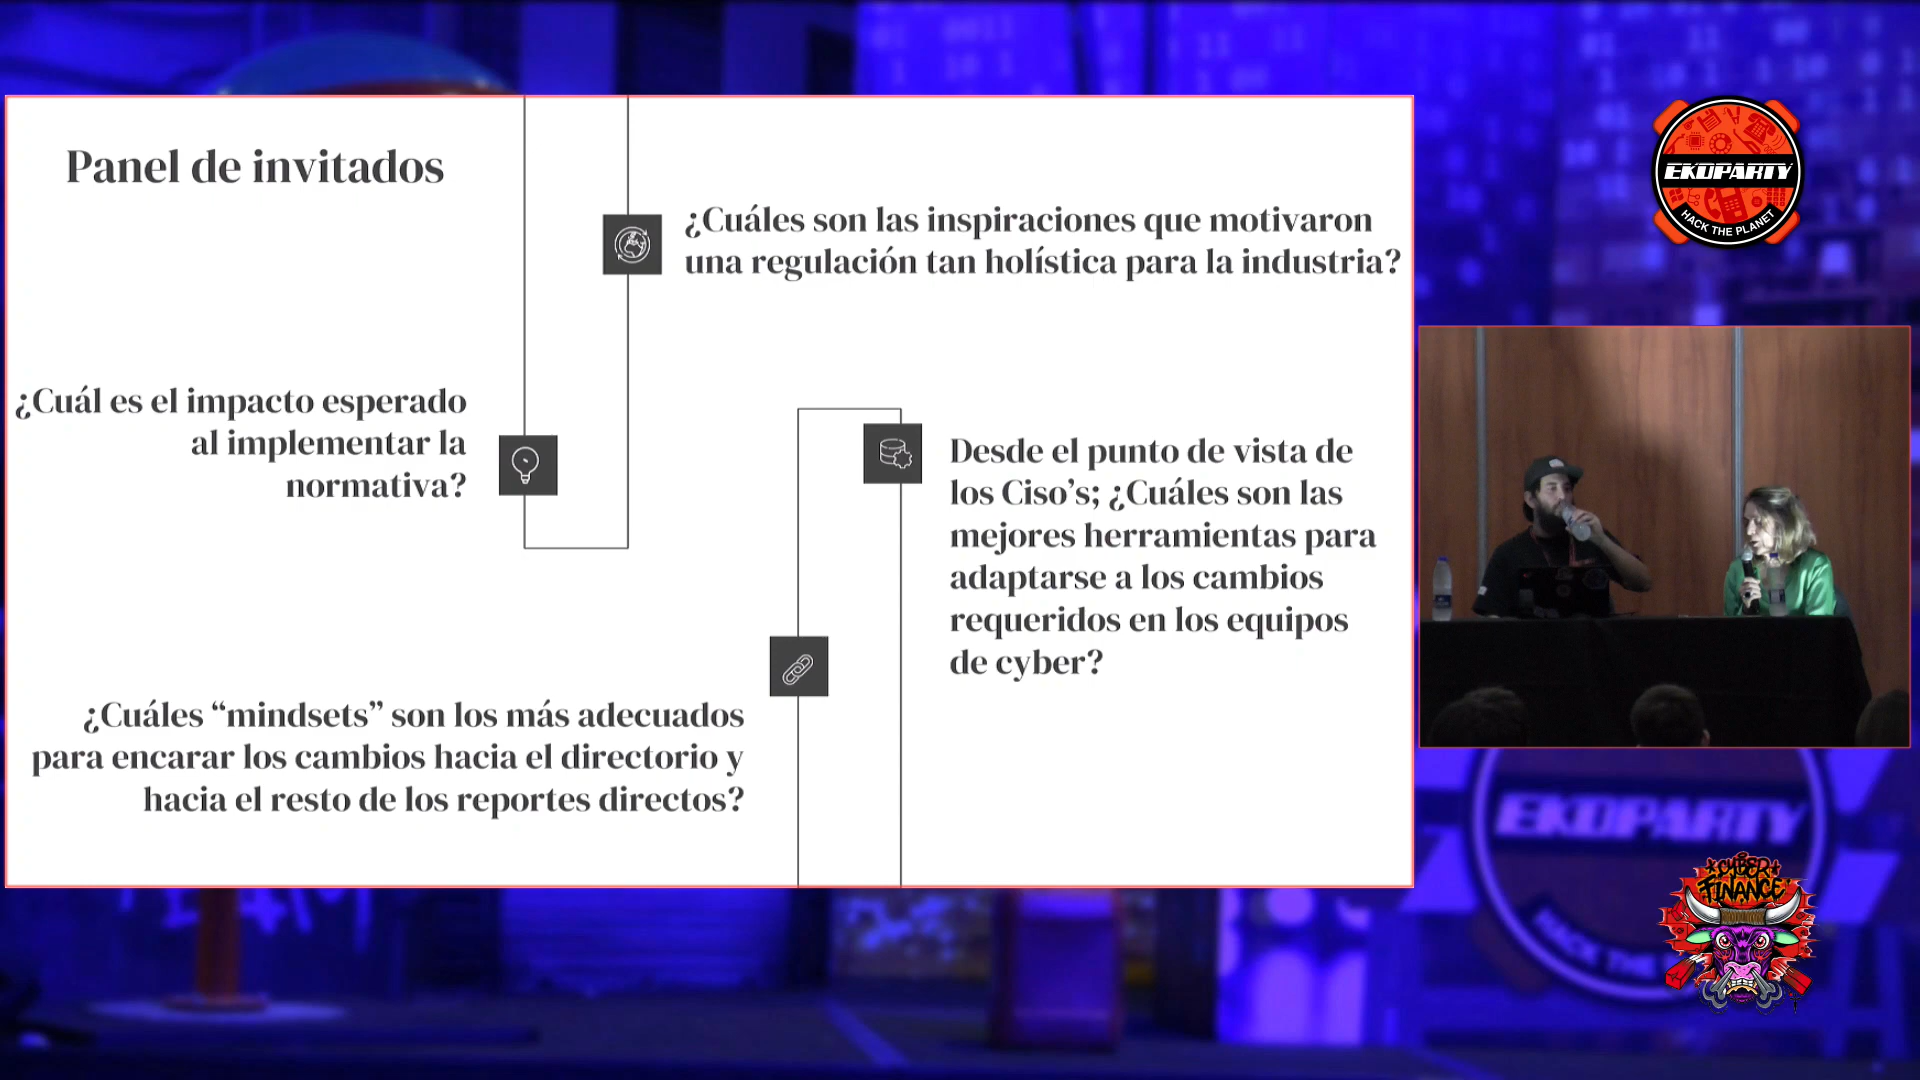 Panel de invitados
¿Cuáles son las inspiraciones que motivaron
una regulación tan holística para la industria?
¿Cuál es el impacto esperado
al implementar la
normativa?
Desde el punto de vista de
los Ciso’s; ¿Cuáles son las
mejores herramientas para
adaptarse a los cambios
requeridos en los equipos
de cyber?
¿Cuáles “mindsets” son los más adecuados
para encarar los cambios hacia el directorio y
hacia el resto de los reportes directos?
EKOPARTY
HACK THE PLANET
EKOPARTY
HACK THE
CYBER
FINANCE